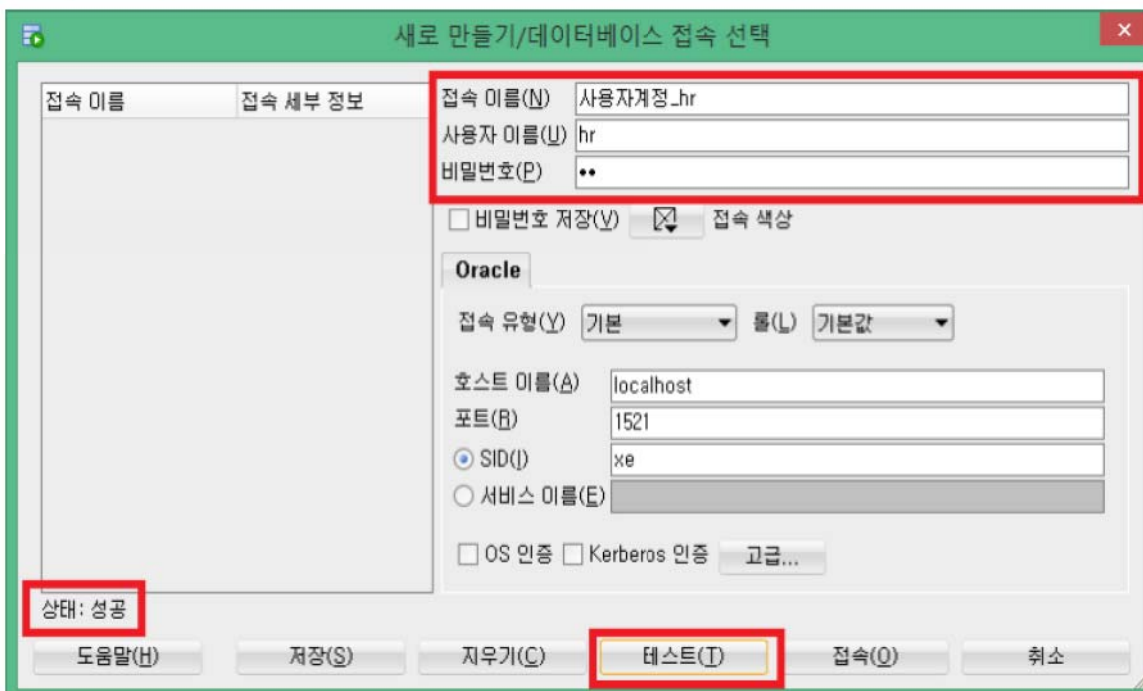 새로 만들기/데이터베이스 접속 선택
접속 이름 접속 세부 정보
접속 이름(N) 사용자계정_hr
사용자 이름(U) hr
비밀번호(P) ••
비밀번호 저장(V) 접속 색상
Oracle
접속 유형(Y) 기본 롤(L) 기본값
호스트 이름(A) localhost
포트(R) 1521
SID(I) xe
서비스 이름(E)
OS 인증 Kerberos 인증 고급...
상태: 성공
도움말(H) 저장(S) 지우기(C) 테스트(T) 접속(O) 취소